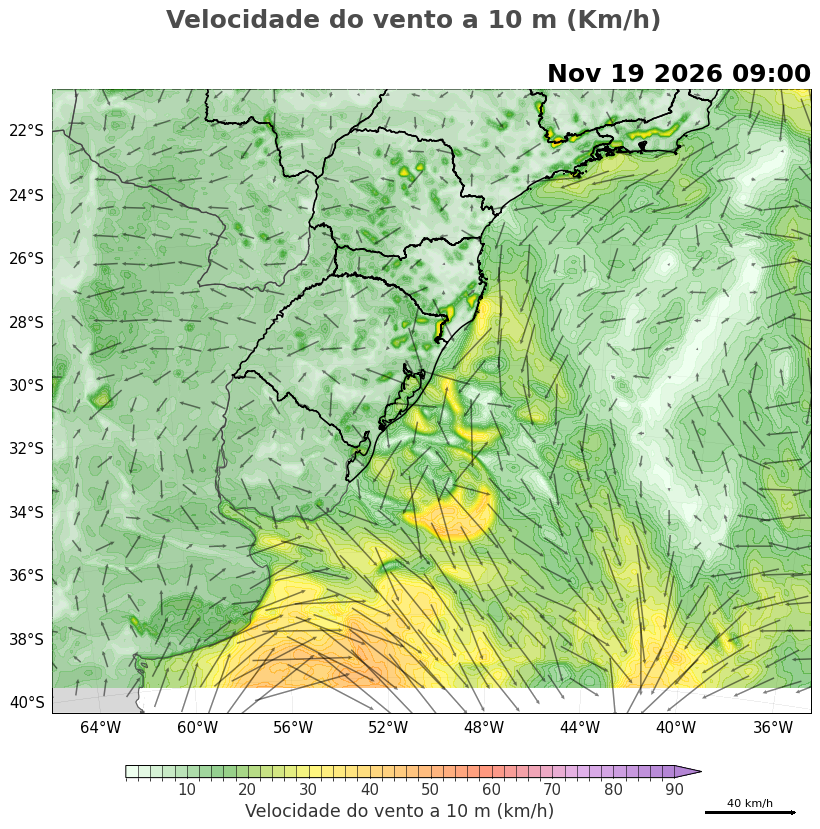 Velocidade do vento a 10 m (Km/h)
Nov 19 2026 09:00
22°S
24°S
26°S
28°S
30°S
32°S
34°S
36°S
38°S
40°S
64°W 60°W 56°W 52°W 48°W 44°W 40°W 36°W
10 20 30 40 50 60 70 80 90
Velocidade do vento a 10 m (km/h)
40 km/h